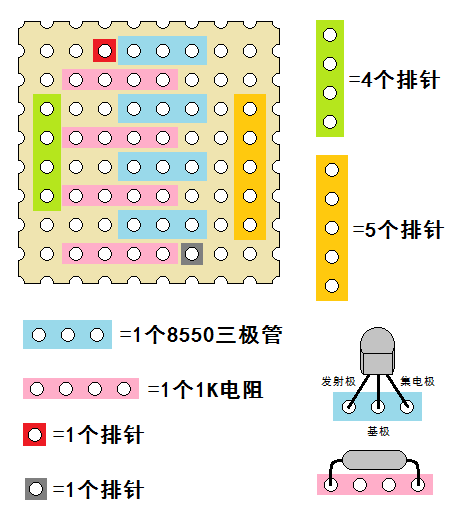 =4个排针
=5个排针
=1个8550三极管
=1个1K电阻
=1个排针
=1个排针
发射极
集电极
基极